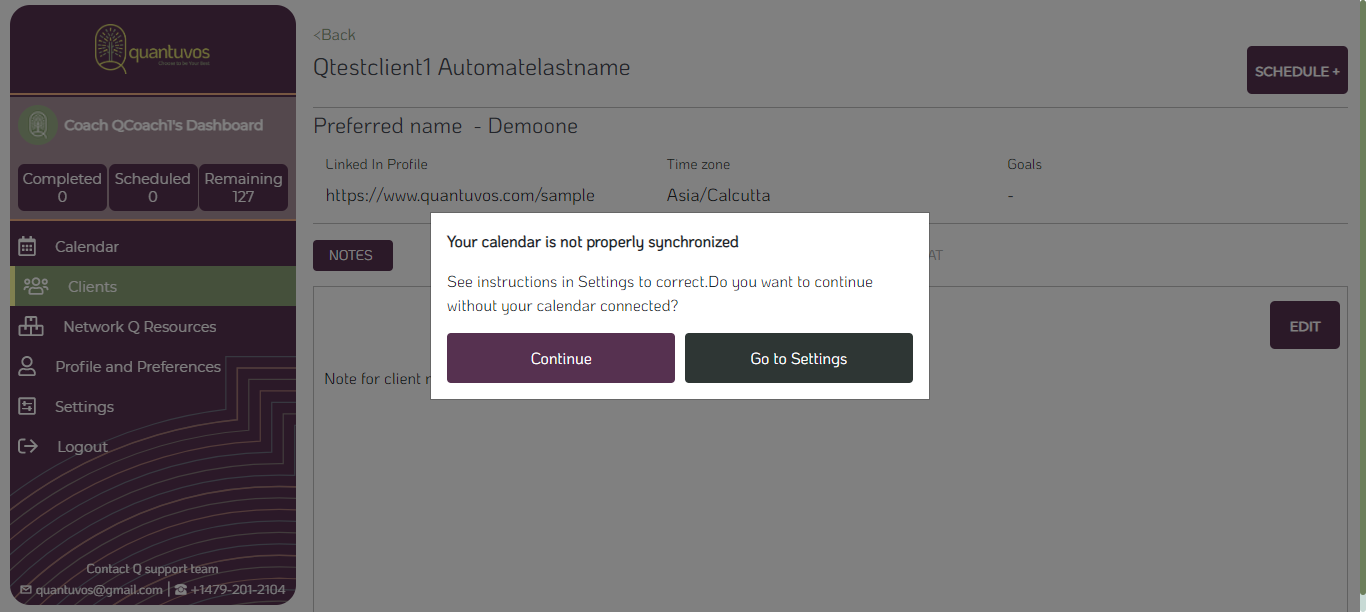 quantuvos
Choose to be Your Best
Coach QCoach1's Dashboard
Completed
0
Scheduled
0
Remaining
127
Calendar
Clients
Network Q Resources
Profile and Preferences
Settings
Logout
Contact Q support team
quantuvos@gmail.com | +1479-201-2104
<Back
Qtestclient1 Automatelastname
SCHEDULE +
Preferred name - Demoone
Linked In Profile
Time zone
Goals
https://www.quantuvos.com/sample
Asia/Calcutta
-
NOTES
AT
EDIT
Note for client
Your calendar is not properly synchronized
See instructions in Settings to correct.Do you want to continue
without your calendar connected?
Continue
Go to Settings